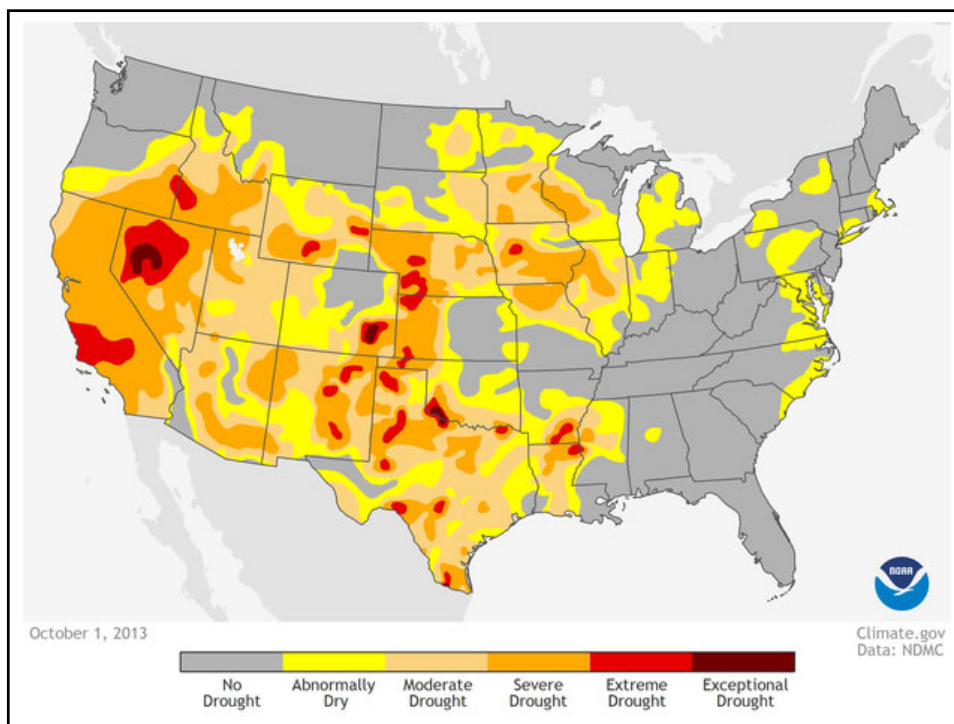 NOAA
October 1, 2013
Climate.gov
Data: NDMC
No
Drought
Abnormally
Dry
Moderate
Drought
Severe
Drought
Extreme
Drought
Exceptional
Drought